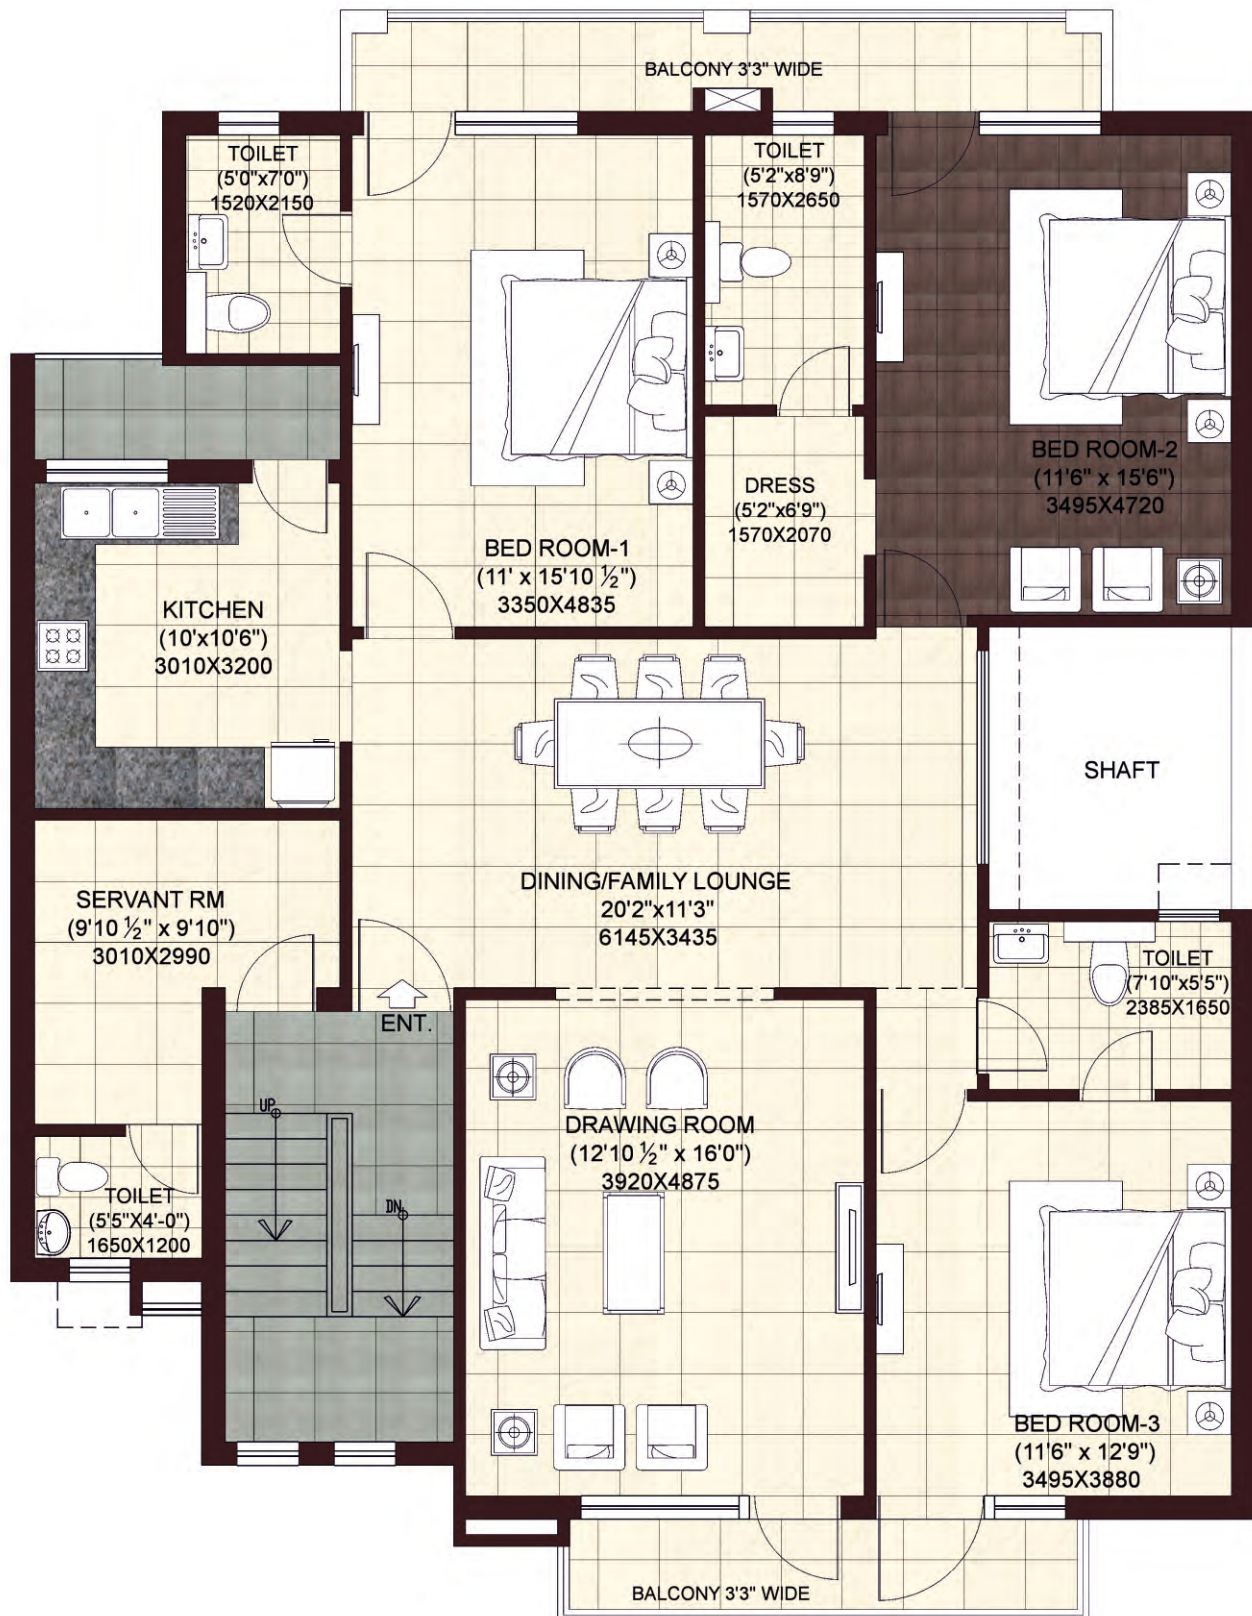 BALCONY 3'3" WIDE
TOILET
(5'0"x7'0")
1520X2150
TOILET
(5'2"x8'9")
1570X2650
BED ROOM-2
(11'6" x 15'6")
3495X4720
DRESS
(5'2"x6'9")
1570X2070
BED ROOM-1
(11' x 15'10 ½")
3350X4835
KITCHEN
(10'x10'6")
3010X3200
SHAFT
DINING/FAMILY LOUNGE
20'2"x11'3"
6145X3435
SERVANT RM
(9'10 ½" x 9'10")
3010X2990
TOILET
(7'10"x5'5")
2385X1650
ENT.
UP
DRAWING ROOM
(12'10 ½" x 16'0")
3920X4875
DN
TOILET
(5'5"X4'-0")
1650X1200
BED ROOM-3
(11'6" x 12'9")
3495X3880
BALCONY 3'3" WIDE